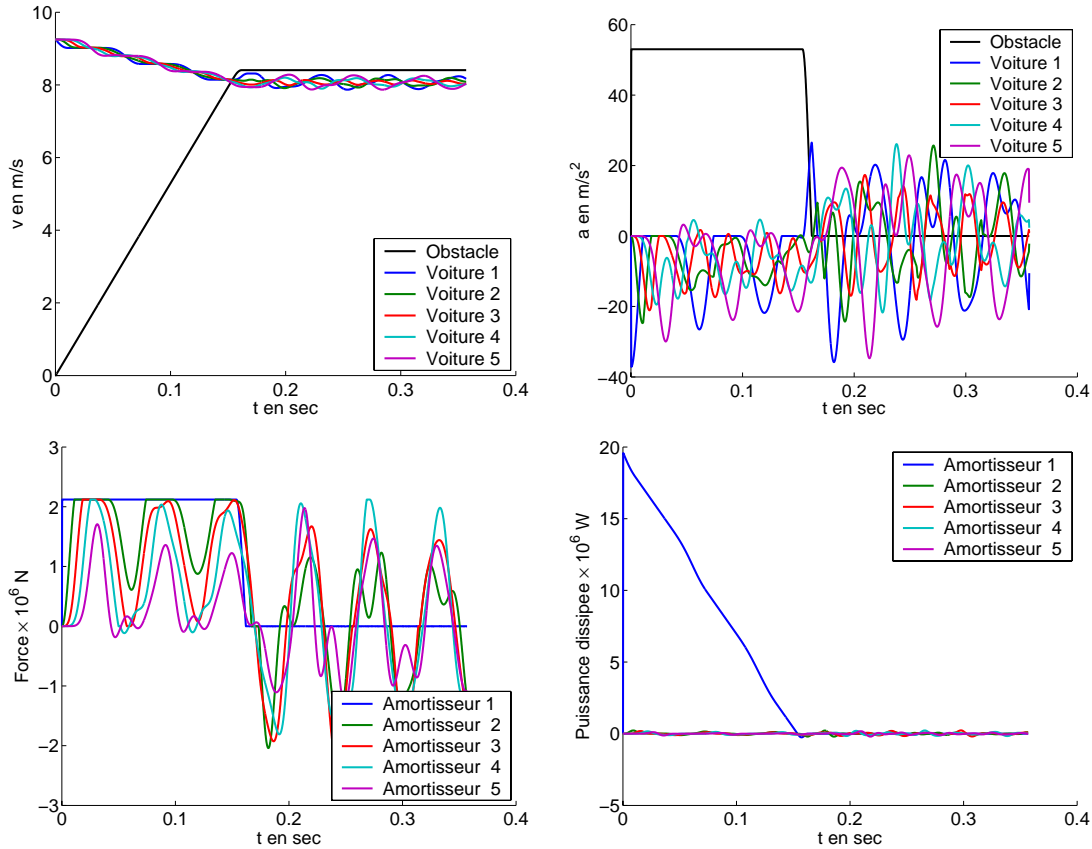 10
8
6
4
2
0
v en m/s
0
0.1
0.2
0.3
0.4
t en sec
Obstacle
Voiture 1
Voiture 2
Voiture 3
Voiture 4
Voiture 5
60
40
20
0
−20
−40
a en m/s²
0
0.1
0.2
0.3
0.4
t en sec
Obstacle
Voiture 1
Voiture 2
Voiture 3
Voiture 4
Voiture 5
3
2
1
0
−1
−2
−3
Force × 10⁶ N
0
0.1
0.2
0.3
0.4
t en sec
Amortisseur 1
Amortisseur 2
Amortisseur 3
Amortisseur 4
Amortisseur 5
20
15
10
5
0
−5
Puissance dissipee × 10⁶ W
0
0.1
0.2
0.3
0.4
t en sec
Amortisseur 1
Amortisseur 2
Amortisseur 3
Amortisseur 4
Amortisseur 5